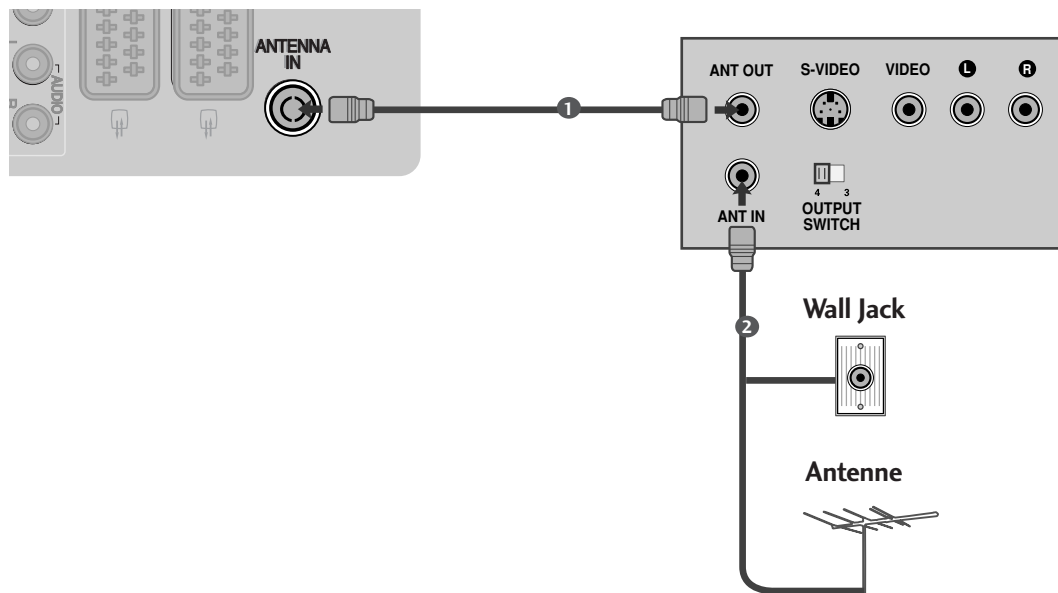 L
R
AUDIO
ANTENNA
IN
1
ANT OUT
S-VIDEO
VIDEO
L
R
ANT IN
4
3
OUTPUT
SWITCH
2
Wall Jack
Antenne